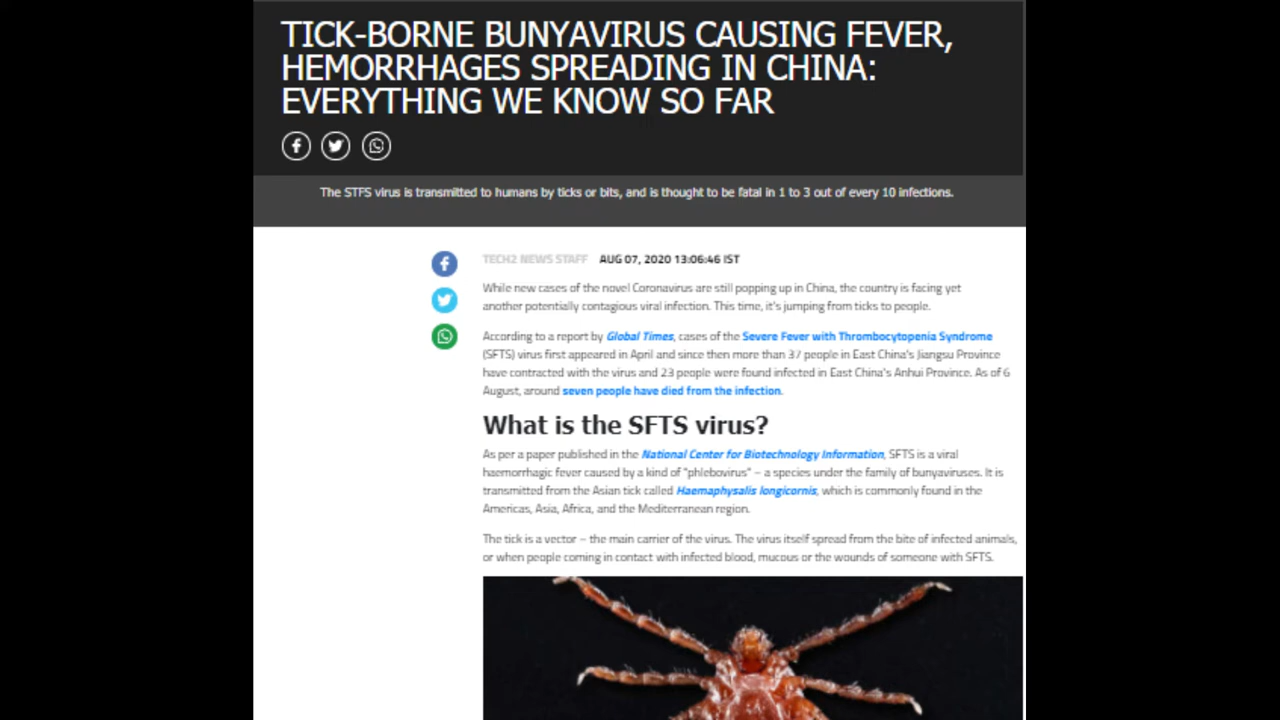 TICK-BORNE BUNYAVIRUS CAUSING FEVER,
HEMORRHAGES SPREADING IN CHINA:
EVERYTHING WE KNOW SO FAR
The STFS virus is transmitted to humans by ticks or bits, and is thought to be fatal in 1 to 3 out of every 10 infections.
TECH2 NEWS STAFF AUG 07, 2020 13:06:46 IST
While new cases of the novel Coronavirus are still popping up in China, the country is facing yet
another potentially contagious viral infection. This time, it's jumping from ticks to people.
According to a report by Global Times, cases of the Severe Fever with Thrombocytopenia Syndrome
(SFTS) virus first appeared in April and since then more than 37 people in East China's Jiangsu Province
have contracted with the virus and 23 people were found infected in East China's Anhui Province. As of 6
August, around seven people have died from the infection.
What is the SFTS virus?
As per a paper published in the National Center for Biotechnology Information, SFTS is a viral
haemorrhagic fever caused by a kind of "phlebovirus" – a species under the family of bunyaviruses. It is
transmitted from the Asian tick called Haemaphysalis longicornis, which is commonly found in the
Americas, Asia, Africa, and the Mediterranean region.
The tick is a vector – the main carrier of the virus. The virus itself spread from the bite of infected animals,
or when people coming in contact with infected blood, mucous or the wounds of someone with SFTS.